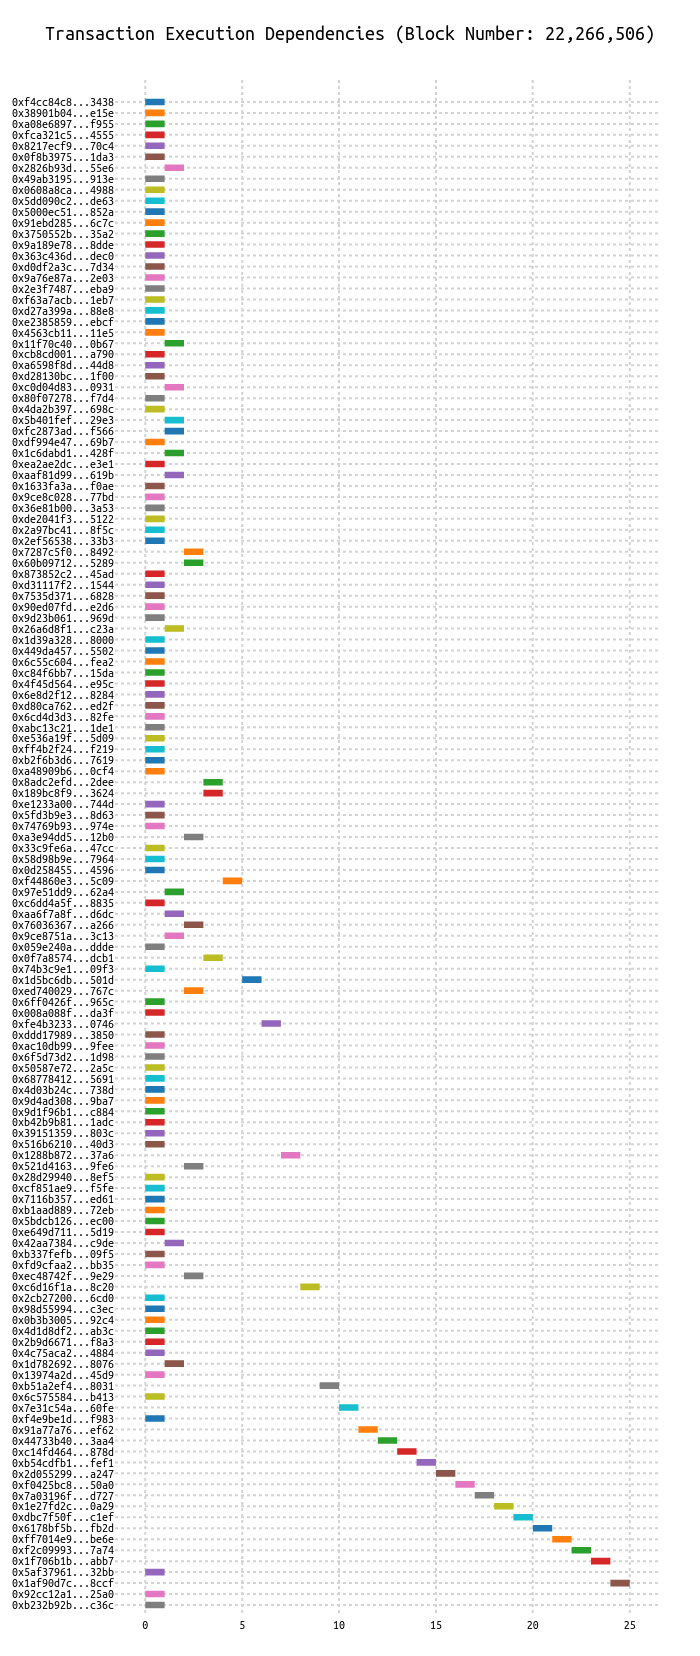 Transaction Execution Dependencies (Block Number: 22,266,506)
0xf4cc84c8...3438
0x38901b04...e15e
0xa08e6897...f955
0xfca321c5...4555
0x8217ecf9...70c4
0x0f8b3975...1da3
0x2826b93d...55e6
0x49ab3195...913e
0x0608a8ca...4988
0x5dd090c2...de63
0x5000ec51...852a
0x91ebd285...6c7c
0x3750552b...35a2
0x9a189e78...8dde
0x363c436d...dec0
0xd0df2a3c...7d34
0x9a76e87a...2e03
0x2e3f7487...eba9
0xf63a7acb...1eb7
0xd27a399a...88e8
0xe2385859...ebcf
0x4563cb11...11e5
0x11f70c40...0b67
0xcb8cd001...a790
0xa6598f8d...44d8
0xd28130bc...1f00
0xc0d04d83...0931
0x80f07278...f7d4
0x4da2b397...698c
0x5b401fef...29e3
0xfc2873ad...f566
0xdf994e47...69b7
0x1c6dabd1...428f
0xea2ae2dc...e3e1
0xaaf81d99...619b
0x1633fa3a...f0ae
0x9ce8c028...77bd
0x36e81b00...3a53
0xde2041f3...5122
0x2a97bc41...8f5c
0x2ef56538...33b3
0x7287c5f0...8492
0x60b09712...5289
0x873852c2...45ad
0xd31117f2...1544
0x7535d371...6828
0x90ed07fd...e2d6
0x9d23b061...969d
0x26a6d8f1...c23a
0x1d39a328...8000
0x449da457...5502
0x6c55c604...fea2
0xc84f6bb7...15da
0x4f45d564...e95c
0x6e8d2f12...8284
0xd80ca762...ed2f
0x6cd4d3d3...82fe
0xabc13c21...1de1
0xe536a19f...5d09
0xff4b2f24...f219
0xb2f6b3d6...7619
0xa48909b6...0cf4
0x8adc2efd...2dee
0x189bc8f9...3624
0xe1233a00...744d
0x5fd3b9e3...8d63
0x74769b93...974e
0xa3e94dd5...12b0
0x33c9fe6a...47cc
0x58d98b9e...7964
0x0d258455...4596
0xf44860e3...5c09
0x97e51dd9...62a4
0xc6dd4a5f...8835
0xaa6f7a8f...d6dc
0x76036367...a266
0x9ce8751a...3c13
0x059e240a...ddde
0x0f7a8574...dcb1
0x74b3c9e1...09f3
0x1d5bc6db...501d
0xed740029...767c
0x6ff0426f...965c
0x008a088f...da3f
0xfe4b3233...0746
0xddd17989...3850
0xac10db99...9fee
0x6f5d73d2...1d98
0x50587e72...2a5c
0x68778412...5691
0x4d03b24c...738d
0x9d4ad308...9ba7
0x9d1f96b1...c884
0xb42b9b81...1adc
0x39151359...803c
0x516b6210...40d3
0x1288b872...37a6
0x521d4163...9fe6
0x28d29940...8ef5
0xcf851ae9...f5fe
0x7116b357...ed61
0xb1aad889...72eb
0x5bdcb126...ec00
0xe649d711...5d19
0x42aa7384...c9de
0xb337fefb...09f5
0xfd9cfaa2...bb35
0xec48742f...9e29
0xc6d16f1a...8c20
0x2cb27200...6cd0
0x98d55994...c3ec
0x0b3b3005...92c4
0x4d1d8df2...ab3c
0x2b9d6671...f8a3
0x4c75aca2...4884
0x1d782692...8076
0x13974a2d...45d9
0xb51a2ef4...8031
0x6c575584...b413
0x7e31c54a...60fe
0xf4e9be1d...f983
0x91a77a76...ef62
0x44733b40...3aa4
0xc14fd464...878d
0xb54cdfb1...fef1
0x2d055299...a247
0xf0425bc8...50a0
0x7a03196f...d727
0x1e27fd2c...0a29
0xdbc7f50f...c1ef
0x6178bf5b...fb2d
0xff7014e9...be6e
0xf2c09993...7a74
0x1f706b1b...abb7
0x5af37961...32bb
0x1af90d7c...8ccf
0x92cc12a1...25a0
0xb232b92b...c36c
0 5 10 15 20 25